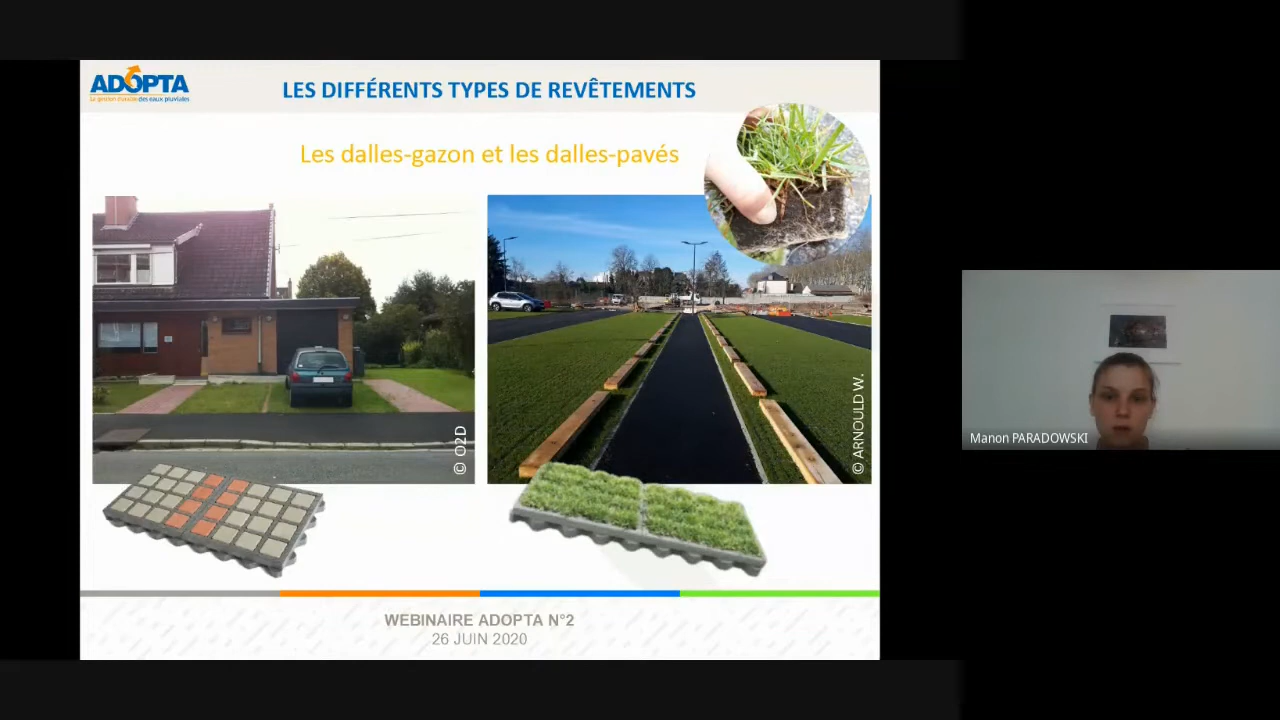 ADOPTA
La gestion durable des eaux pluviales
LES DIFFÉRENTS TYPES DE REVÊTEMENTS
Les dalles-gazon et les dalles-pavés
© O2D
© ARNOULD W.
Manon PARADOWSKI
WEBINAIRE ADOPTA N°2
26 JUIN 2020